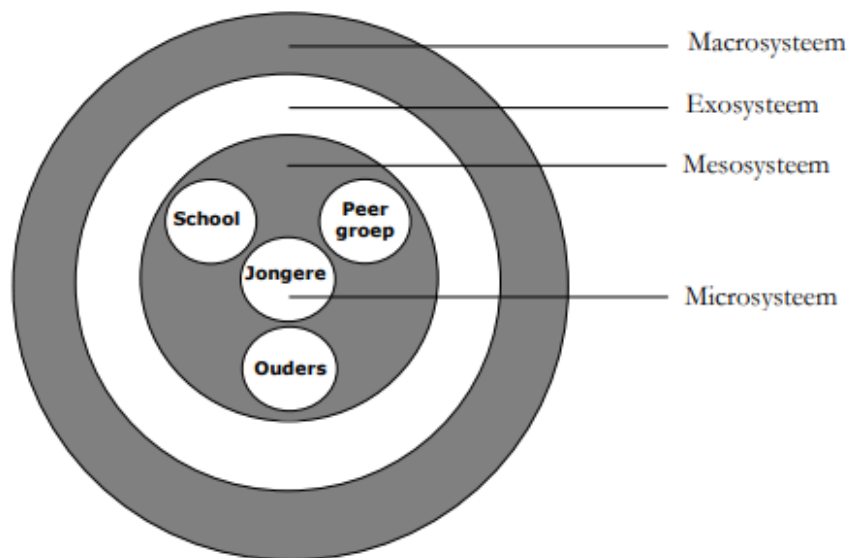 Macrosysteem
Exosysteem
Mesosysteem
School
Peer
groep
Jongere
Microsysteem
Ouders